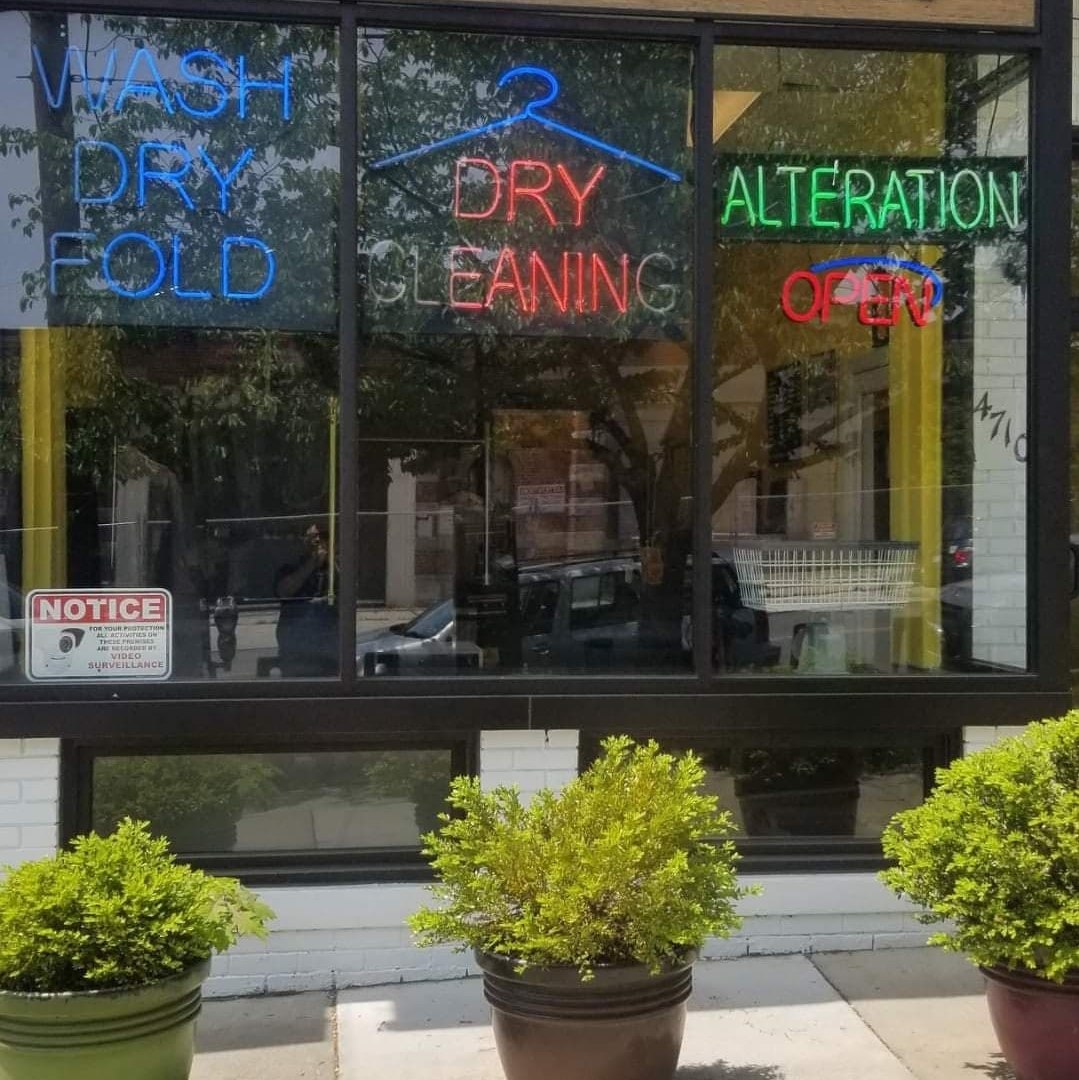 WASH
DRY
FOLD
DRY
CLEANING
ALTERATION
OPEN
4710
NOTICE
FOR YOUR PROTECTION
ALL ACTIVITIES ON
THESE PREMISES
ARE RECORDED BY
VIDEO
SURVEILLANCE